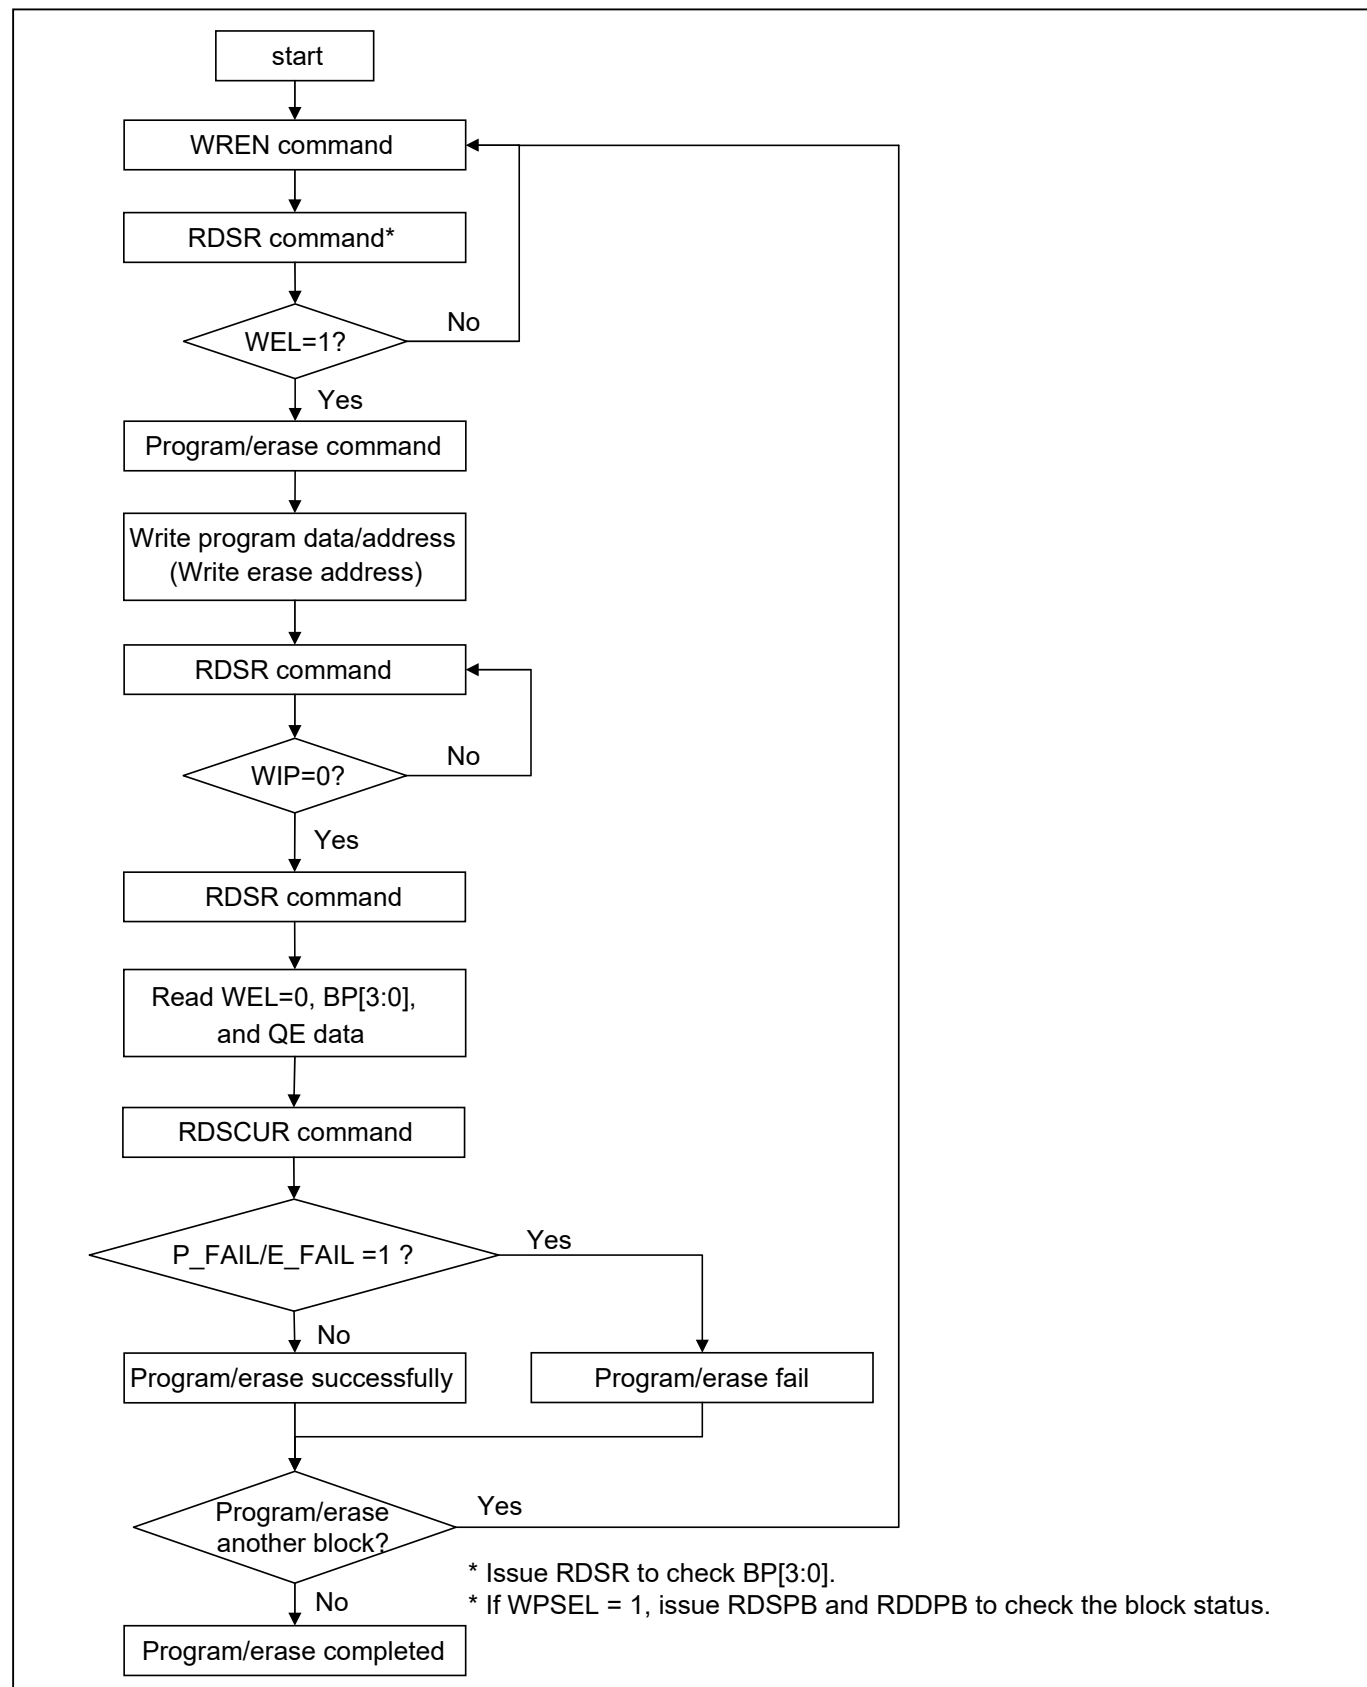 start
WREN command
RDSR command*
WEL=1?
No
Yes
Program/erase command
Write program data/address
(Write erase address)
RDSR command
WIP=0?
No
Yes
RDSR command
Read WEL=0, BP[3:0],
and QE data
RDSCUR command
P_FAIL/E_FAIL =1 ?
Yes
No
Program/erase successfully
Program/erase fail
Program/erase
another block?
Yes
No
* Issue RDSR to check BP[3:0].
* If WPSEL = 1, issue RDSPB and RDDPB to check the block status.
Program/erase completed